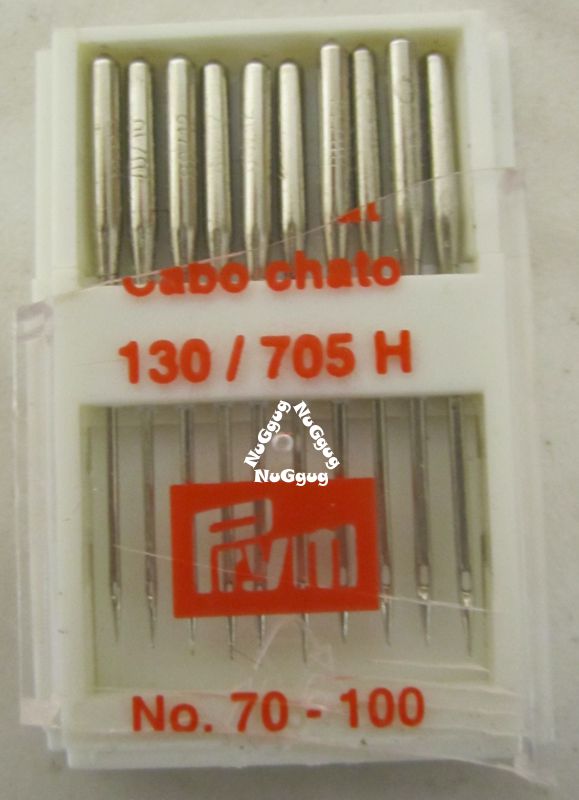 Cabo chato
130 / 705 H
NuGgug
NuGgug
NuGgug
Prym
No. 70 - 100